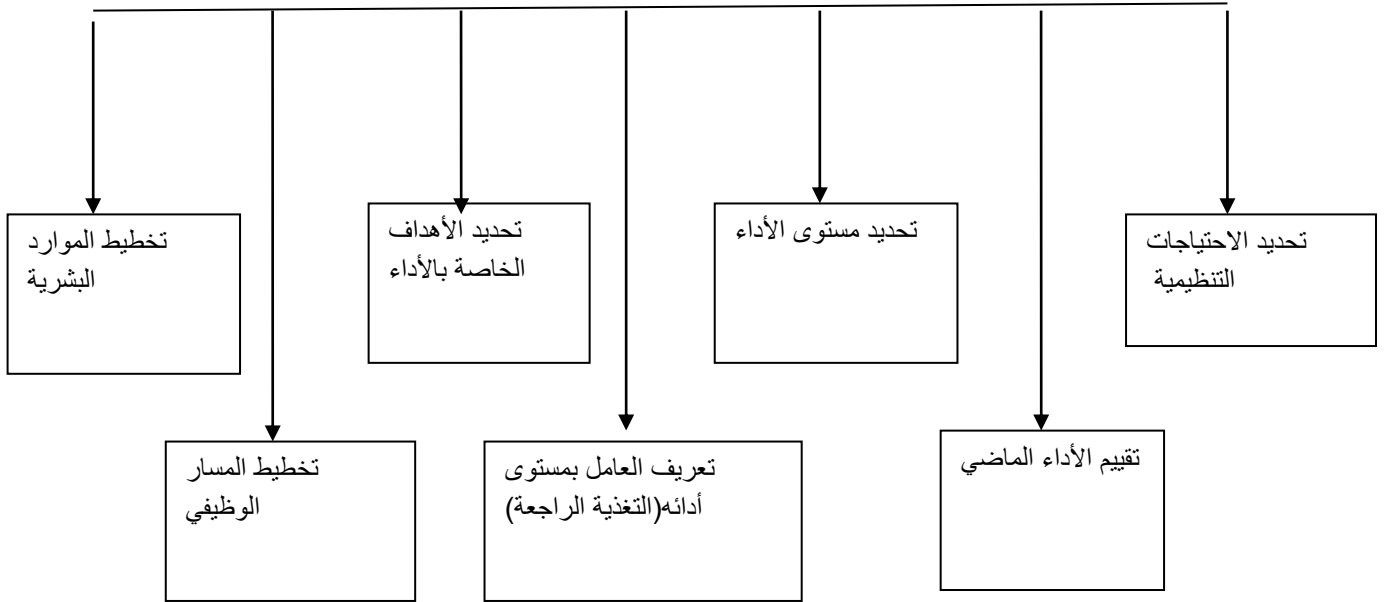 تحديد الاحتياجات
التنظيمية
تحديد مستوى الأداء
تحديد الأهداف
الخاصة بالأداء
تخطيط الموارد
البشرية
تقييم الأداء الماضي
تعريف العامل بمستوى
أدائه(التغذية الراجعة)
تخطيط المسار
الوظيفي